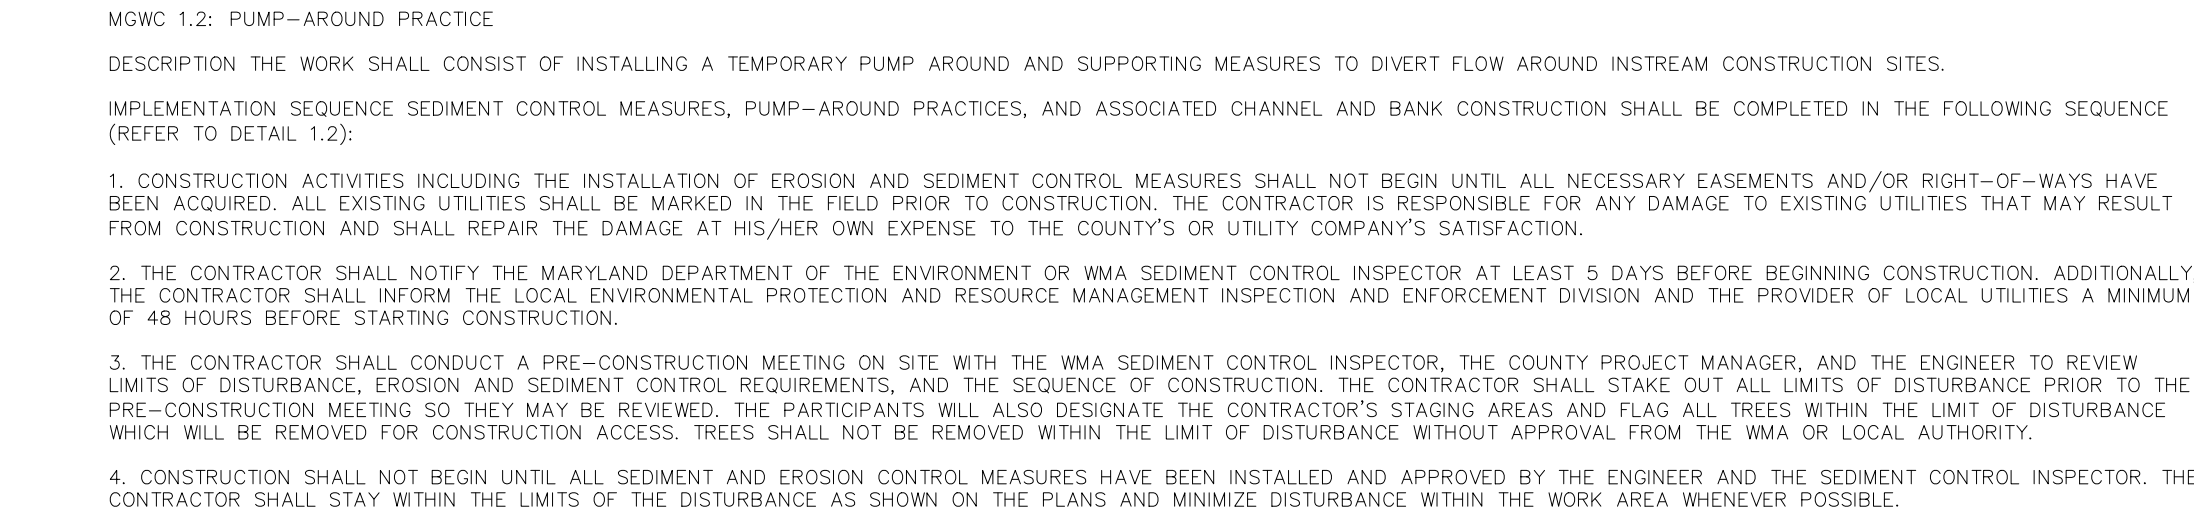 MGWC 1.2: PUMP-AROUND PRACTICE
DESCRIPTION THE WORK SHALL CONSIST OF INSTALLING A TEMPORARY PUMP AROUND AND SUPPORTING MEASURES TO DIVERT FLOW AROUND INSTREAM CONSTRUCTION SITES.
IMPLEMENTATION SEQUENCE SEDIMENT CONTROL MEASURES, PUMP-AROUND PRACTICES, AND ASSOCIATED CHANNEL AND BANK CONSTRUCTION SHALL BE COMPLETED IN THE FOLLOWING SEQUENCE
(REFER TO DETAIL 1.2):
1. CONSTRUCTION ACTIVITIES INCLUDING THE INSTALLATION OF EROSION AND SEDIMENT CONTROL MEASURES SHALL NOT BEGIN UNTIL ALL NECESSARY EASEMENTS AND/OR RIGHT-OF-WAYS HAVE
BEEN ACQUIRED. ALL EXISTING UTILITIES SHALL BE MARKED IN THE FIELD PRIOR TO CONSTRUCTION. THE CONTRACTOR IS RESPONSIBLE FOR ANY DAMAGE TO EXISTING UTILITIES THAT MAY RESULT
FROM CONSTRUCTION AND SHALL REPAIR THE DAMAGE AT HIS/HER OWN EXPENSE TO THE COUNTY'S OR UTILITY COMPANY'S SATISFACTION.
2. THE CONTRACTOR SHALL NOTIFY THE MARYLAND DEPARTMENT OF THE ENVIRONMENT OR WMA SEDIMENT CONTROL INSPECTOR AT LEAST 5 DAYS BEFORE BEGINNING CONSTRUCTION. ADDITIONALLY
THE CONTRACTOR SHALL INFORM THE LOCAL ENVIRONMENTAL PROTECTION AND RESOURCE MANAGEMENT INSPECTION AND ENFORCEMENT DIVISION AND THE PROVIDER OF LOCAL UTILITIES A MINIMUM
OF 48 HOURS BEFORE STARTING CONSTRUCTION.
3. THE CONTRACTOR SHALL CONDUCT A PRE-CONSTRUCTION MEETING ON SITE WITH THE WMA SEDIMENT CONTROL INSPECTOR, THE COUNTY PROJECT MANAGER, AND THE ENGINEER TO REVIEW
LIMITS OF DISTURBANCE, EROSION AND SEDIMENT CONTROL REQUIREMENTS, AND THE SEQUENCE OF CONSTRUCTION. THE CONTRACTOR SHALL STAKE OUT ALL LIMITS OF DISTURBANCE PRIOR TO THE
PRE-CONSTRUCTION MEETING SO THEY MAY BE REVIEWED. THE PARTICIPANTS WILL ALSO DESIGNATE THE CONTRACTOR'S STAGING AREAS AND FLAG ALL TREES WITHIN THE LIMIT OF DISTURBANCE
WHICH WILL BE REMOVED FOR CONSTRUCTION ACCESS. TREES SHALL NOT BE REMOVED WITHIN THE LIMIT OF DISTURBANCE WITHOUT APPROVAL FROM THE WMA OR LOCAL AUTHORITY.
4. CONSTRUCTION SHALL NOT BEGIN UNTIL ALL SEDIMENT AND EROSION CONTROL MEASURES HAVE BEEN INSTALLED AND APPROVED BY THE ENGINEER AND THE SEDIMENT CONTROL INSPECTOR. THE
CONTRACTOR SHALL STAY WITHIN THE LIMITS OF THE DISTURBANCE AS SHOWN ON THE PLANS AND MINIMIZE DISTURBANCE WITHIN THE WORK AREA WHENEVER POSSIBLE.